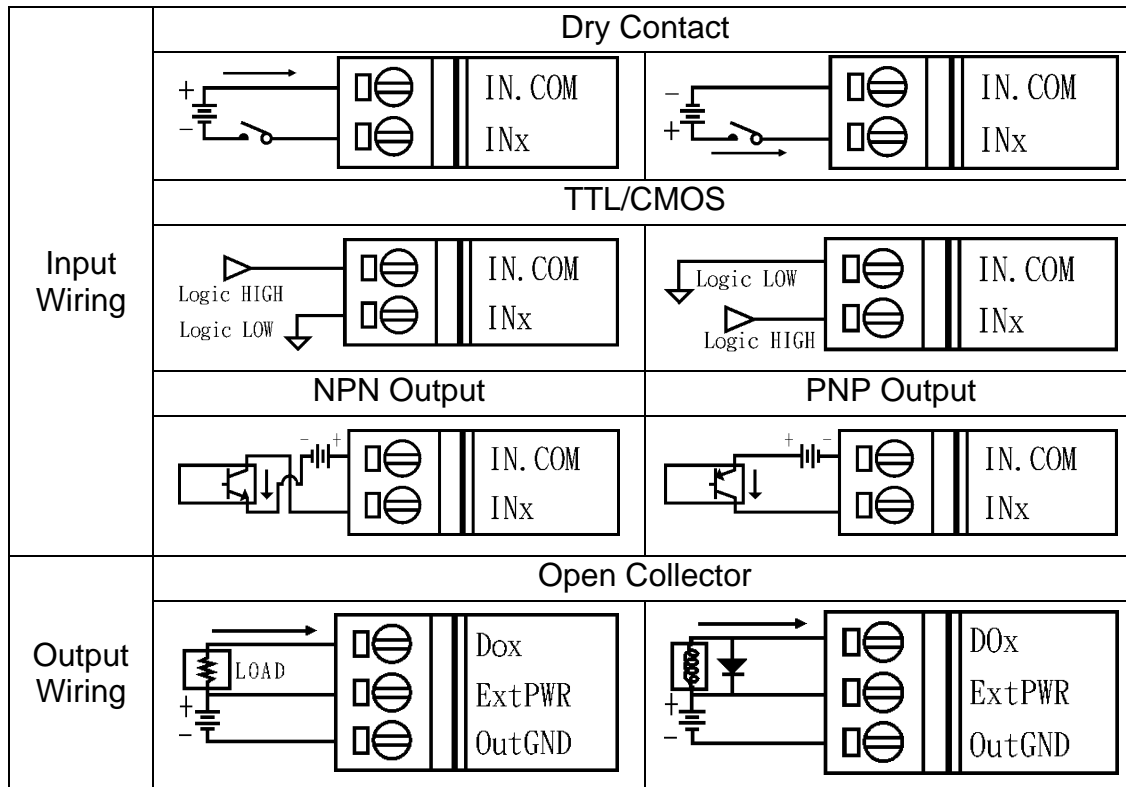 Input Wiring
Dry Contact
+
-
IN. COM
INx
-
+
IN. COM
INx
TTL/CMOS
Logic HIGH
Logic LOW
IN. COM
INx
Logic LOW
Logic HIGH
IN. COM
INx
NPN Output
PNP Output
- +
IN. COM
INx
+ -
IN. COM
INx
Output Wiring
Open Collector
LOAD
+
-
Dox
ExtPWR
OutGND
+
-
DOx
ExtPWR
OutGND